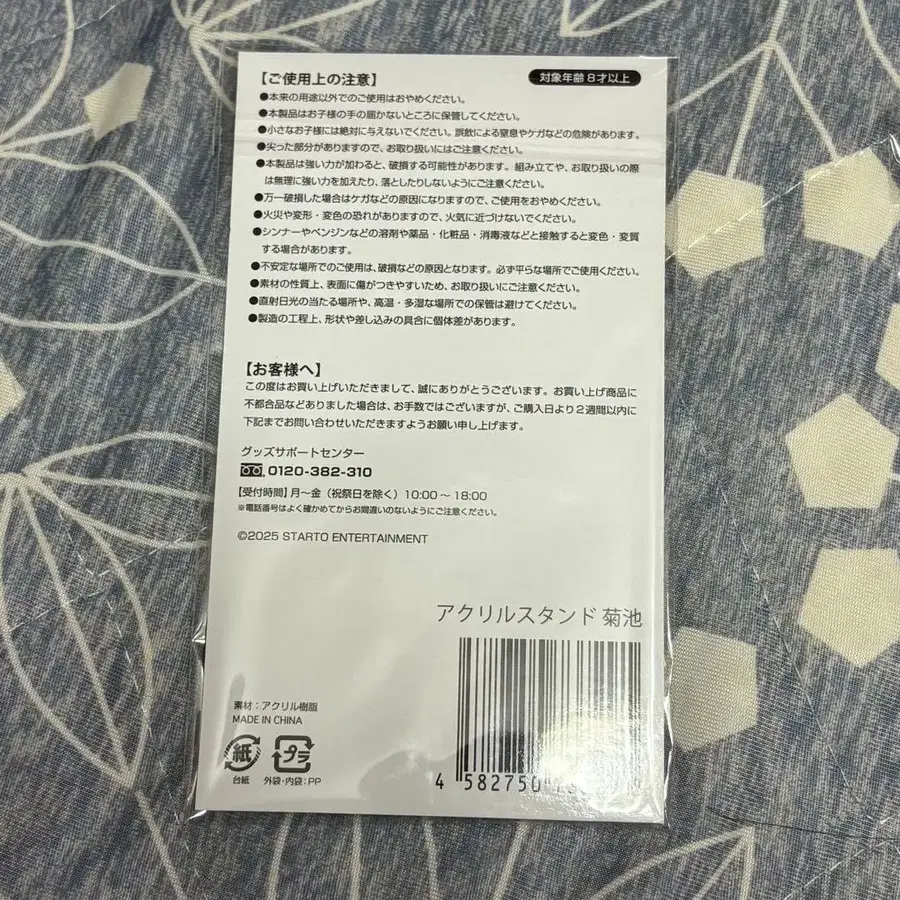 【ご使用上の注意】
対象年齢8才以上
●本来の用途以外でのご使用はおやめください。
●本製品はお子様の手の届かないところに保管してください。
●小さなお子様には絶対に与えないでください。誤飲による窒息やケガなどの危険があります。
●尖った部分がありますので、お取り扱いにはご注意ください。
●本製品は強い力が加わると、破損する可能性があります。組み立てや、お取り扱いの際
は無理に強い力を加えたり、落としたりしないようにご注意ください。
●万一破損した場合はケガなどの原因になりますので、ご使用をおやめください。
●火災や変形・変色の恐れがありますので、火気に近づけないでください。
●シンナーやベンジンなどの溶剤や薬品・化粧品・消毒液などと接触すると変色・変質
する場合があります。
●不安定な場所でのご使用は、破損などの原因となります。必ず平らな場所でご使用ください。
●素材の性質上、表面に傷がつきやすいため、お取り扱いにご注意ください。
●直射日光の当たる場所や、高温・多湿な場所での保管は避けてください。
●製造の工程上、形状や差し込みの具合に個体差があります。
【お客様へ】
この度はお買い上げいただきまして、誠にありがとうございます。お買い上げ商品に
不都合品などありました場合は、お手数ではございますが、ご購入日より2週間以内に
下記までお問い合わせいただきますようお願い申し上げます。
グッズサポートセンター
0120-382-310
【受付時間】月〜金（祝祭日を除く）10:00〜18:00
※電話番号はよく確かめてからお間違いのないようにご注意ください。
©2025 STARTO ENTERTAINMENT
アクリルスタンド 菊池
素材：アクリル樹脂
MADE IN CHINA
紙
プラ
台紙
外袋・内袋：PP
4 582750